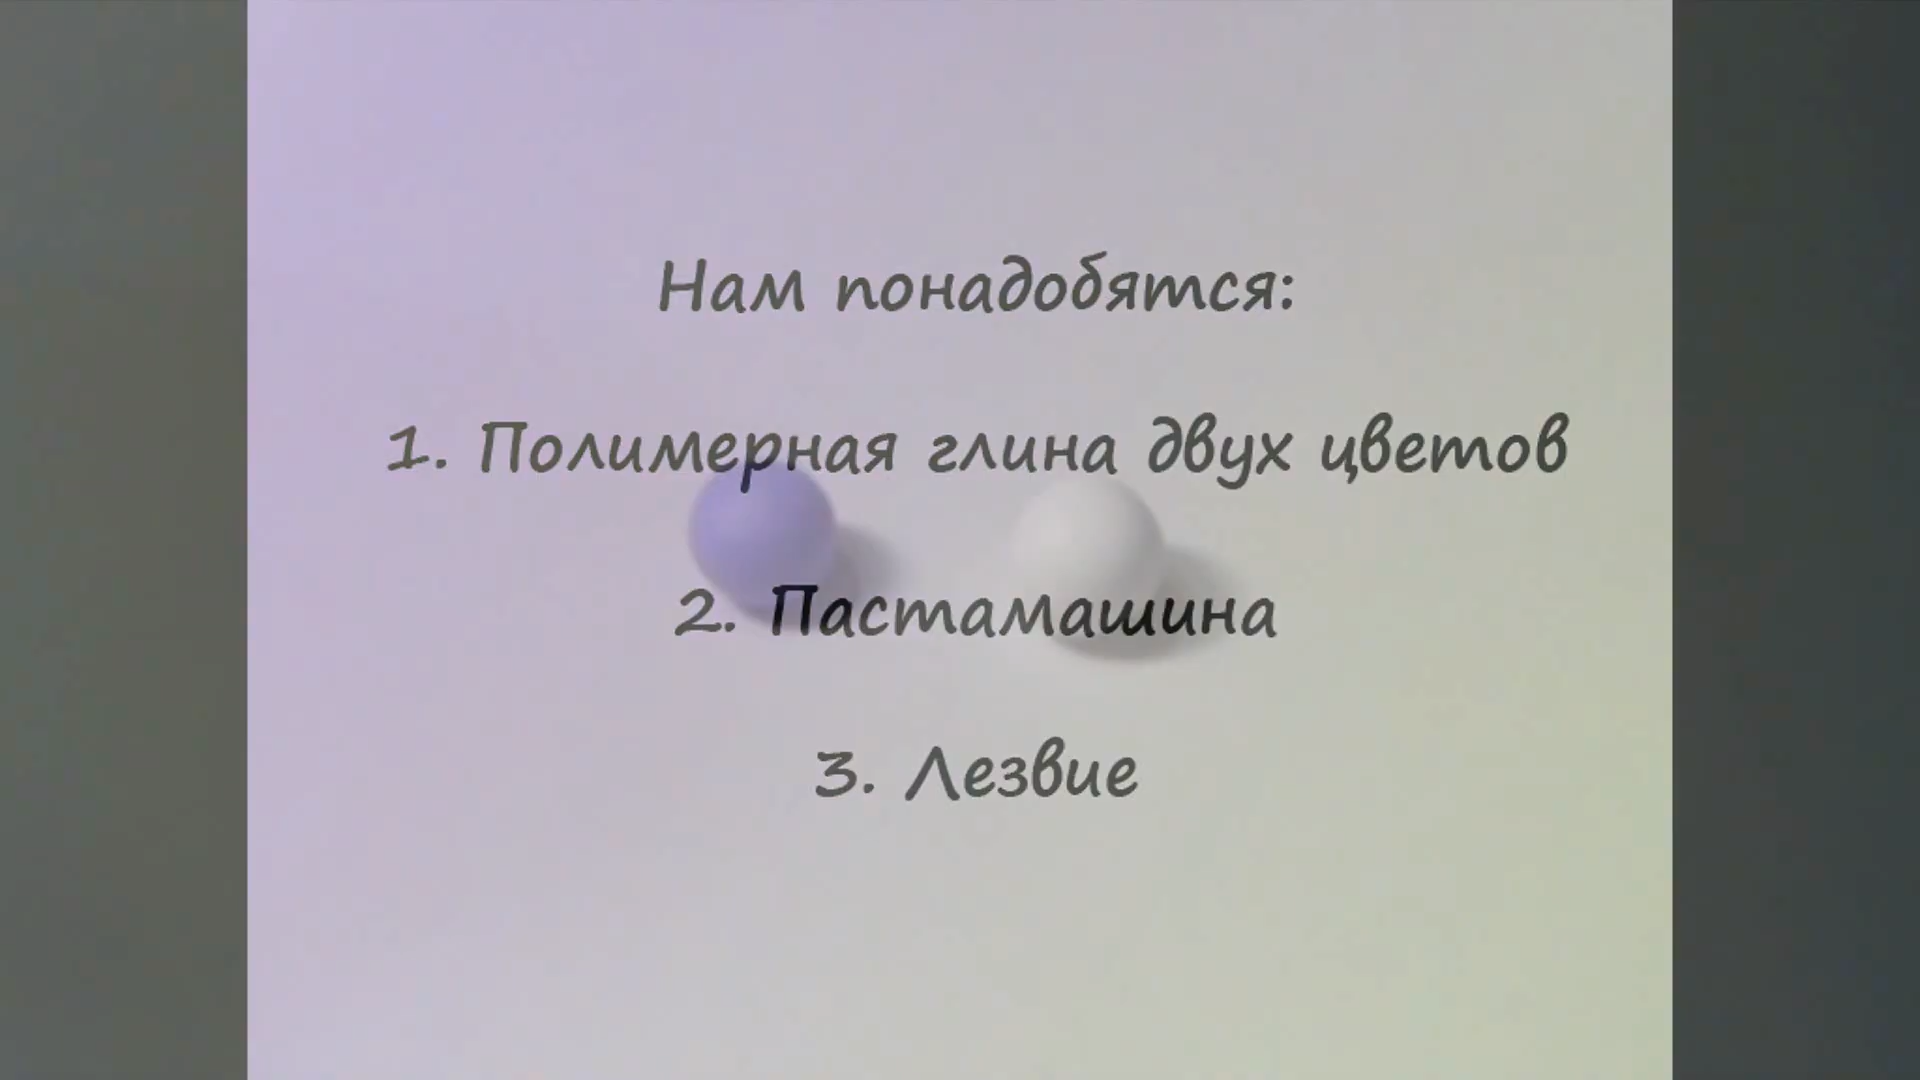 Нам понадобятся:
1. Полимерная глина двух цветов
2. Пастамашина
3. Лезвие